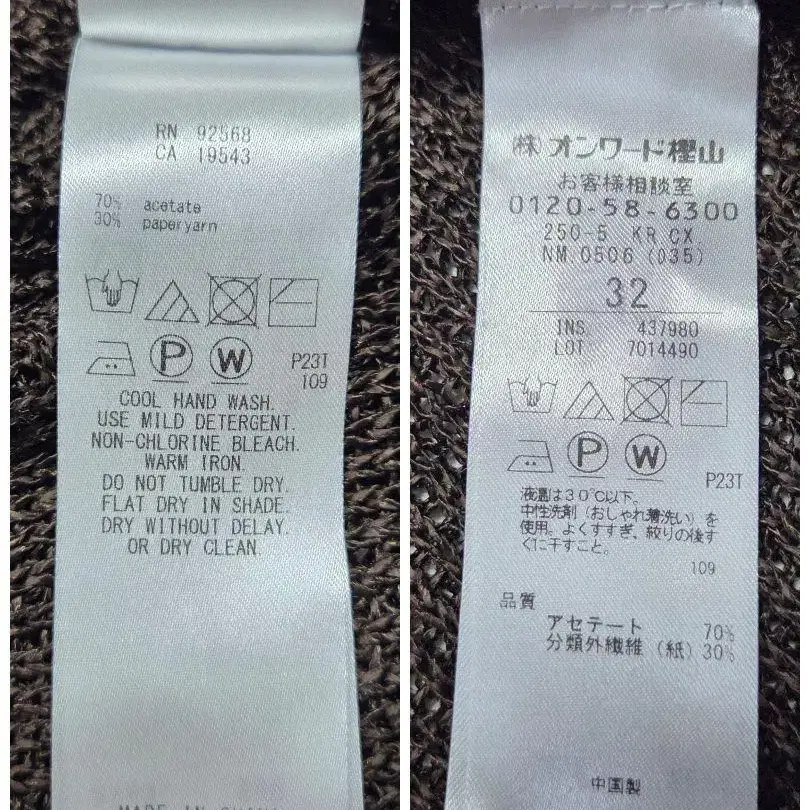 RN 92568
CA 19543
70% acetate
30% paperyarn
P W P23T
109
COOL HAND WASH.
USE MILD DETERGENT.
NON-CHLORINE BLEACH.
WARM IRON.
DO NOT TUMBLE DRY.
FLAT DRY IN SHADE.
DRY WITHOUT DELAY.
OR DRY CLEAN
MADE IN CHINA
(株)オンワード樫山
お客様相談室
0120-58-6300
250-5 KR CX
NM 0506 (035)
32
INS. 437980
LOT 7014490
P W P23T
液温は30℃以下。
中性洗剤(おしゃれ着洗い)を
使用。よくすすぎ、絞りの後す
ぐに干すこと。
109
品質
アセテート 70%
分類外繊維(紙)30%
中国製